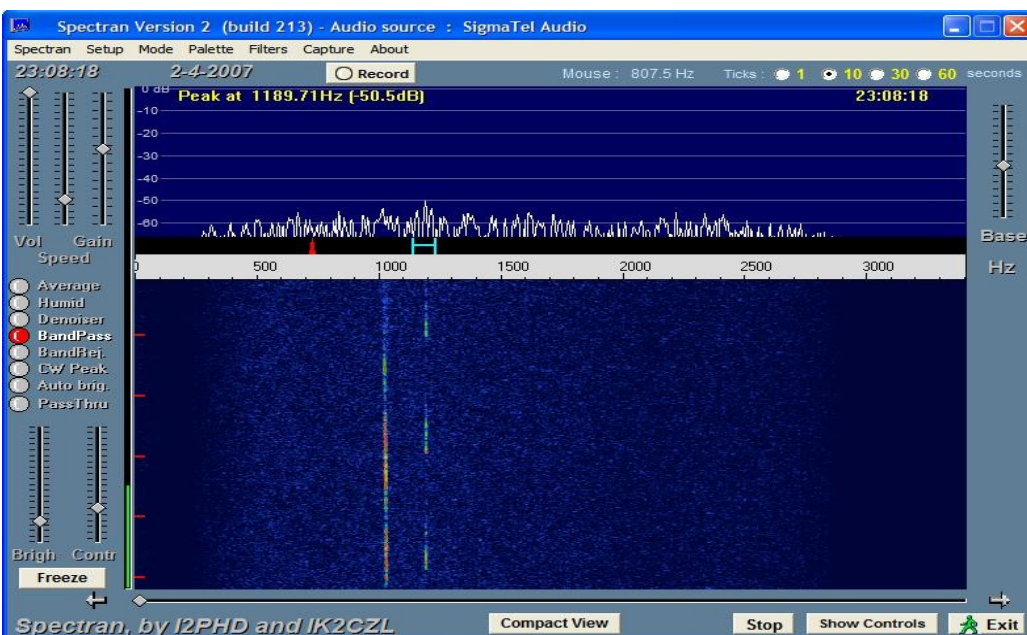 Spectran Version 2 (build 213) - Audio source : SigmaTel Audio
Spectran Setup Mode Palette Filters Capture About
23:08:18 2-4-2007 Record Mouse : 807.5 Hz Ticks : 1 10 30 60 seconds
0 dB Peak at 1189.71Hz (-50.5dB) 23:08:18
-10
-20
-30
-40
-50
-60
Vol Gain
Speed
Base
0 500 1000 1500 2000 2500 3000
Hz
Average
Humid
Denoiser
BandPass
BandRej.
CW Peak
Auto brig.
PassThru
Brigh Contr
Freeze
Spectran, by I2PHD and IK2CZL Compact View Stop Show Controls Exit